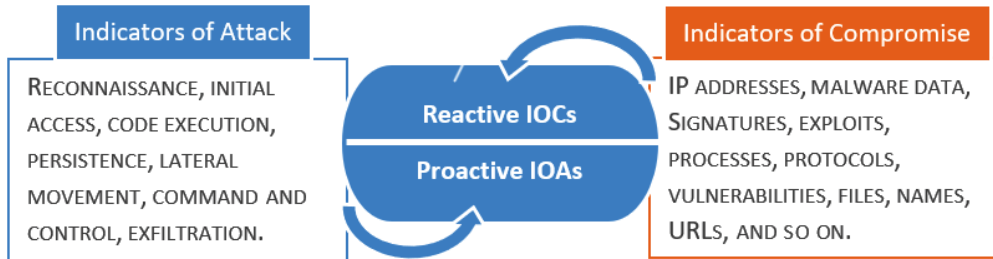 Indicators of Attack
RECONNAISSANCE, INITIAL
ACCESS, CODE EXECUTION,
PERSISTENCE, LATERAL
MOVEMENT, COMMAND AND
CONTROL, EXFILTRATION.
Reactive IOCs
Proactive IOAs
Indicators of Compromise
IP ADDRESSES, MALWARE DATA,
SIGNATURES, EXPLOITS,
PROCESSES, PROTOCOLS,
VULNERABILITIES, FILES, NAMES,
URLS, AND SO ON.